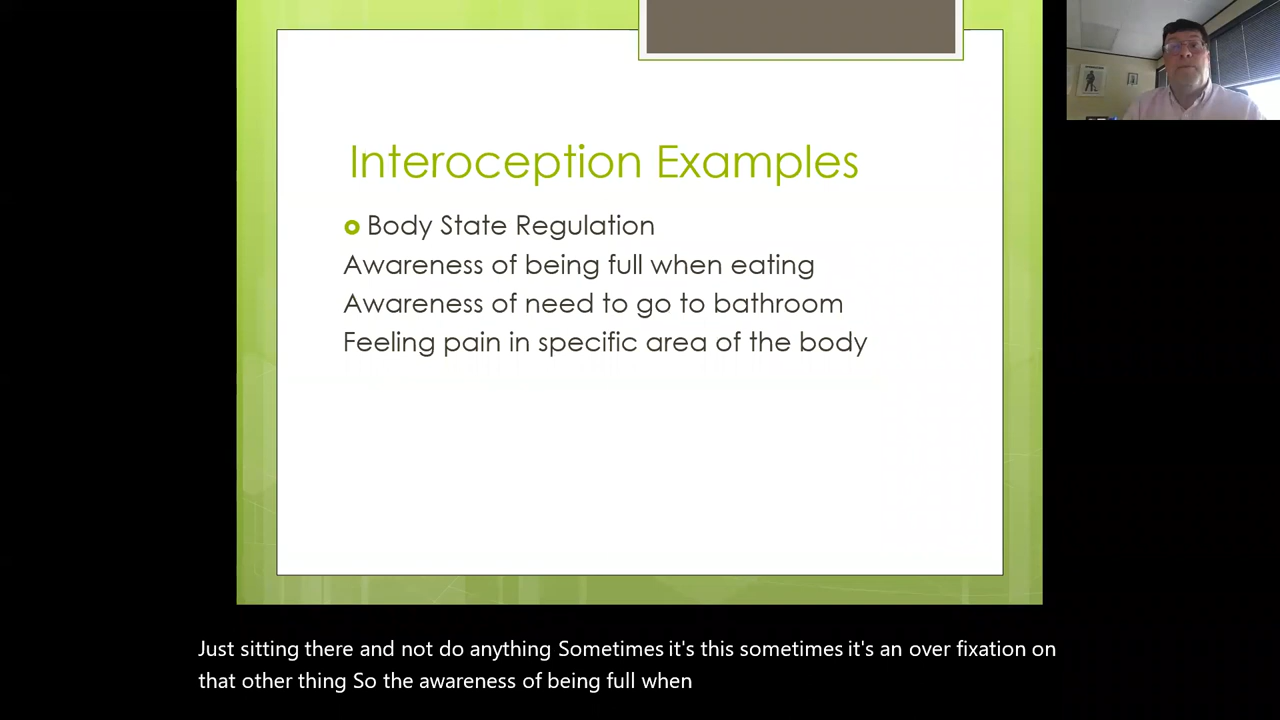 Interoception Examples
Body State Regulation
Awareness of being full when eating
Awareness of need to go to bathroom
Feeling pain in specific area of the body
Just sitting there and not do anything Sometimes it's this sometimes it's an over fixation on
that other thing So the awareness of being full when